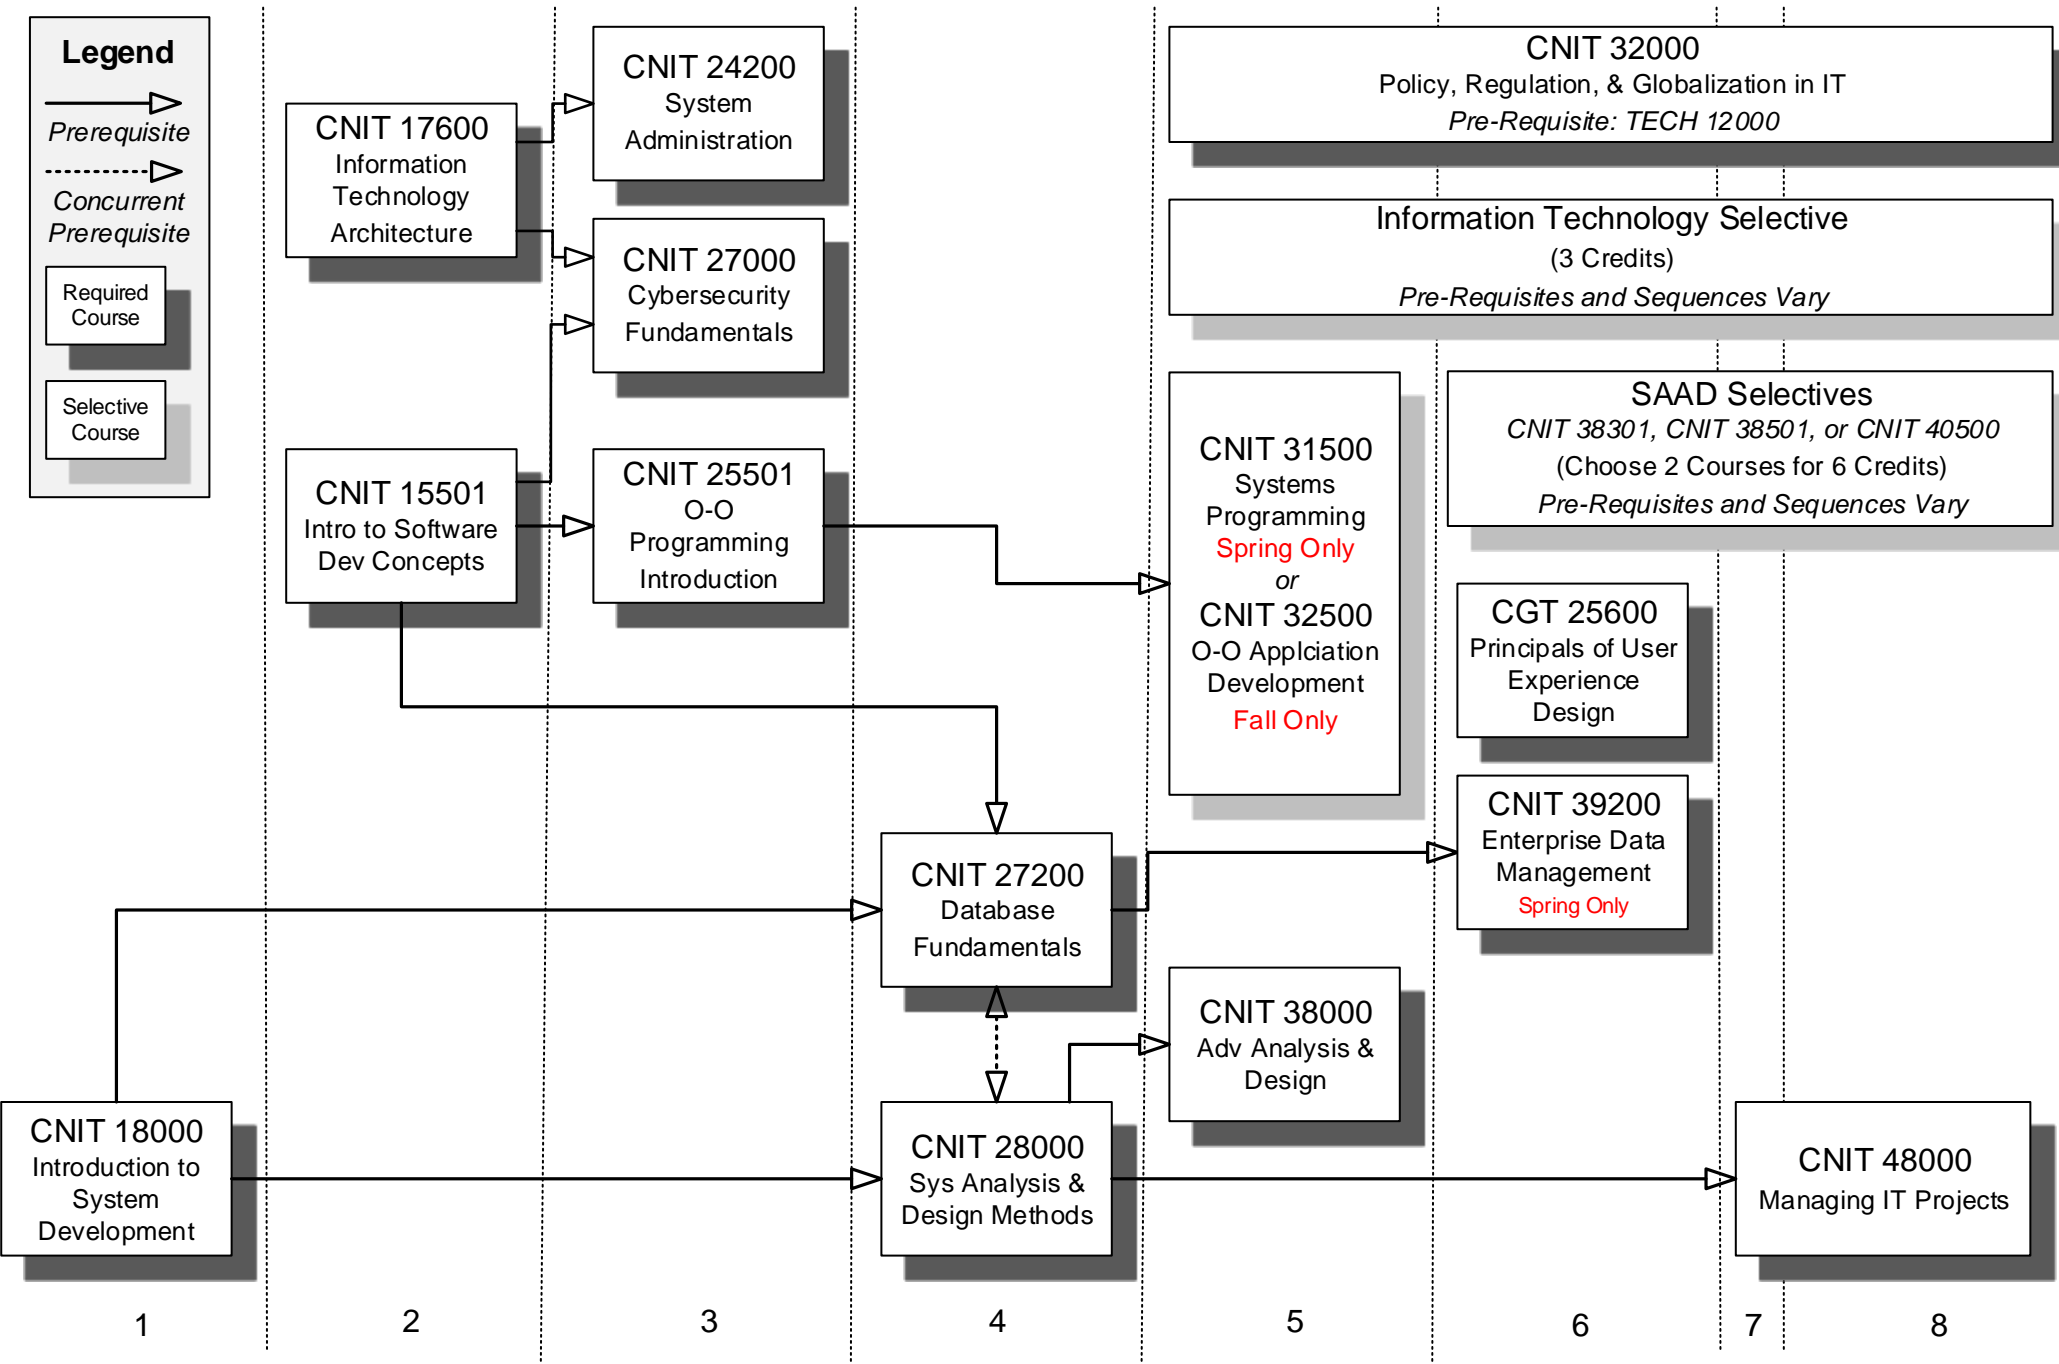 Legend
Prerequisite
Concurrent
Prerequisite
Required
Course
Selective
Course
CNIT 17600
Information
Technology
Architecture
CNIT 24200
System
Administration
CNIT 27000
Cybersecurity
Fundamentals
CNIT 15501
Intro to Software
Dev Concepts
CNIT 25501
O-O
Programming
Introduction
CNIT 32000
Policy, Regulation, & Globalization in IT
Pre-Requisite: TECH 12000
Information Technology Selective
(3 Credits)
Pre-Requisites and Sequences Vary
CNIT 31500
Systems
Programming
Spring Only
or
CNIT 32500
O-O Applciation
Development
Fall Only
SAAD Selectives
CNIT 38301, CNIT 38501, or CNIT 40500
(Choose 2 Courses for 6 Credits)
Pre-Requisites and Sequences Vary
CGT 25600
Principals of User
Experience
Design
CNIT 39200
Enterprise Data
Management
Spring Only
CNIT 27200
Database
Fundamentals
CNIT 38000
Adv Analysis &
Design
CNIT 18000
Introduction to
System
Development
CNIT 28000
Sys Analysis &
Design Methods
CNIT 48000
Managing IT Projects
1
2
3
4
5
6
7
8